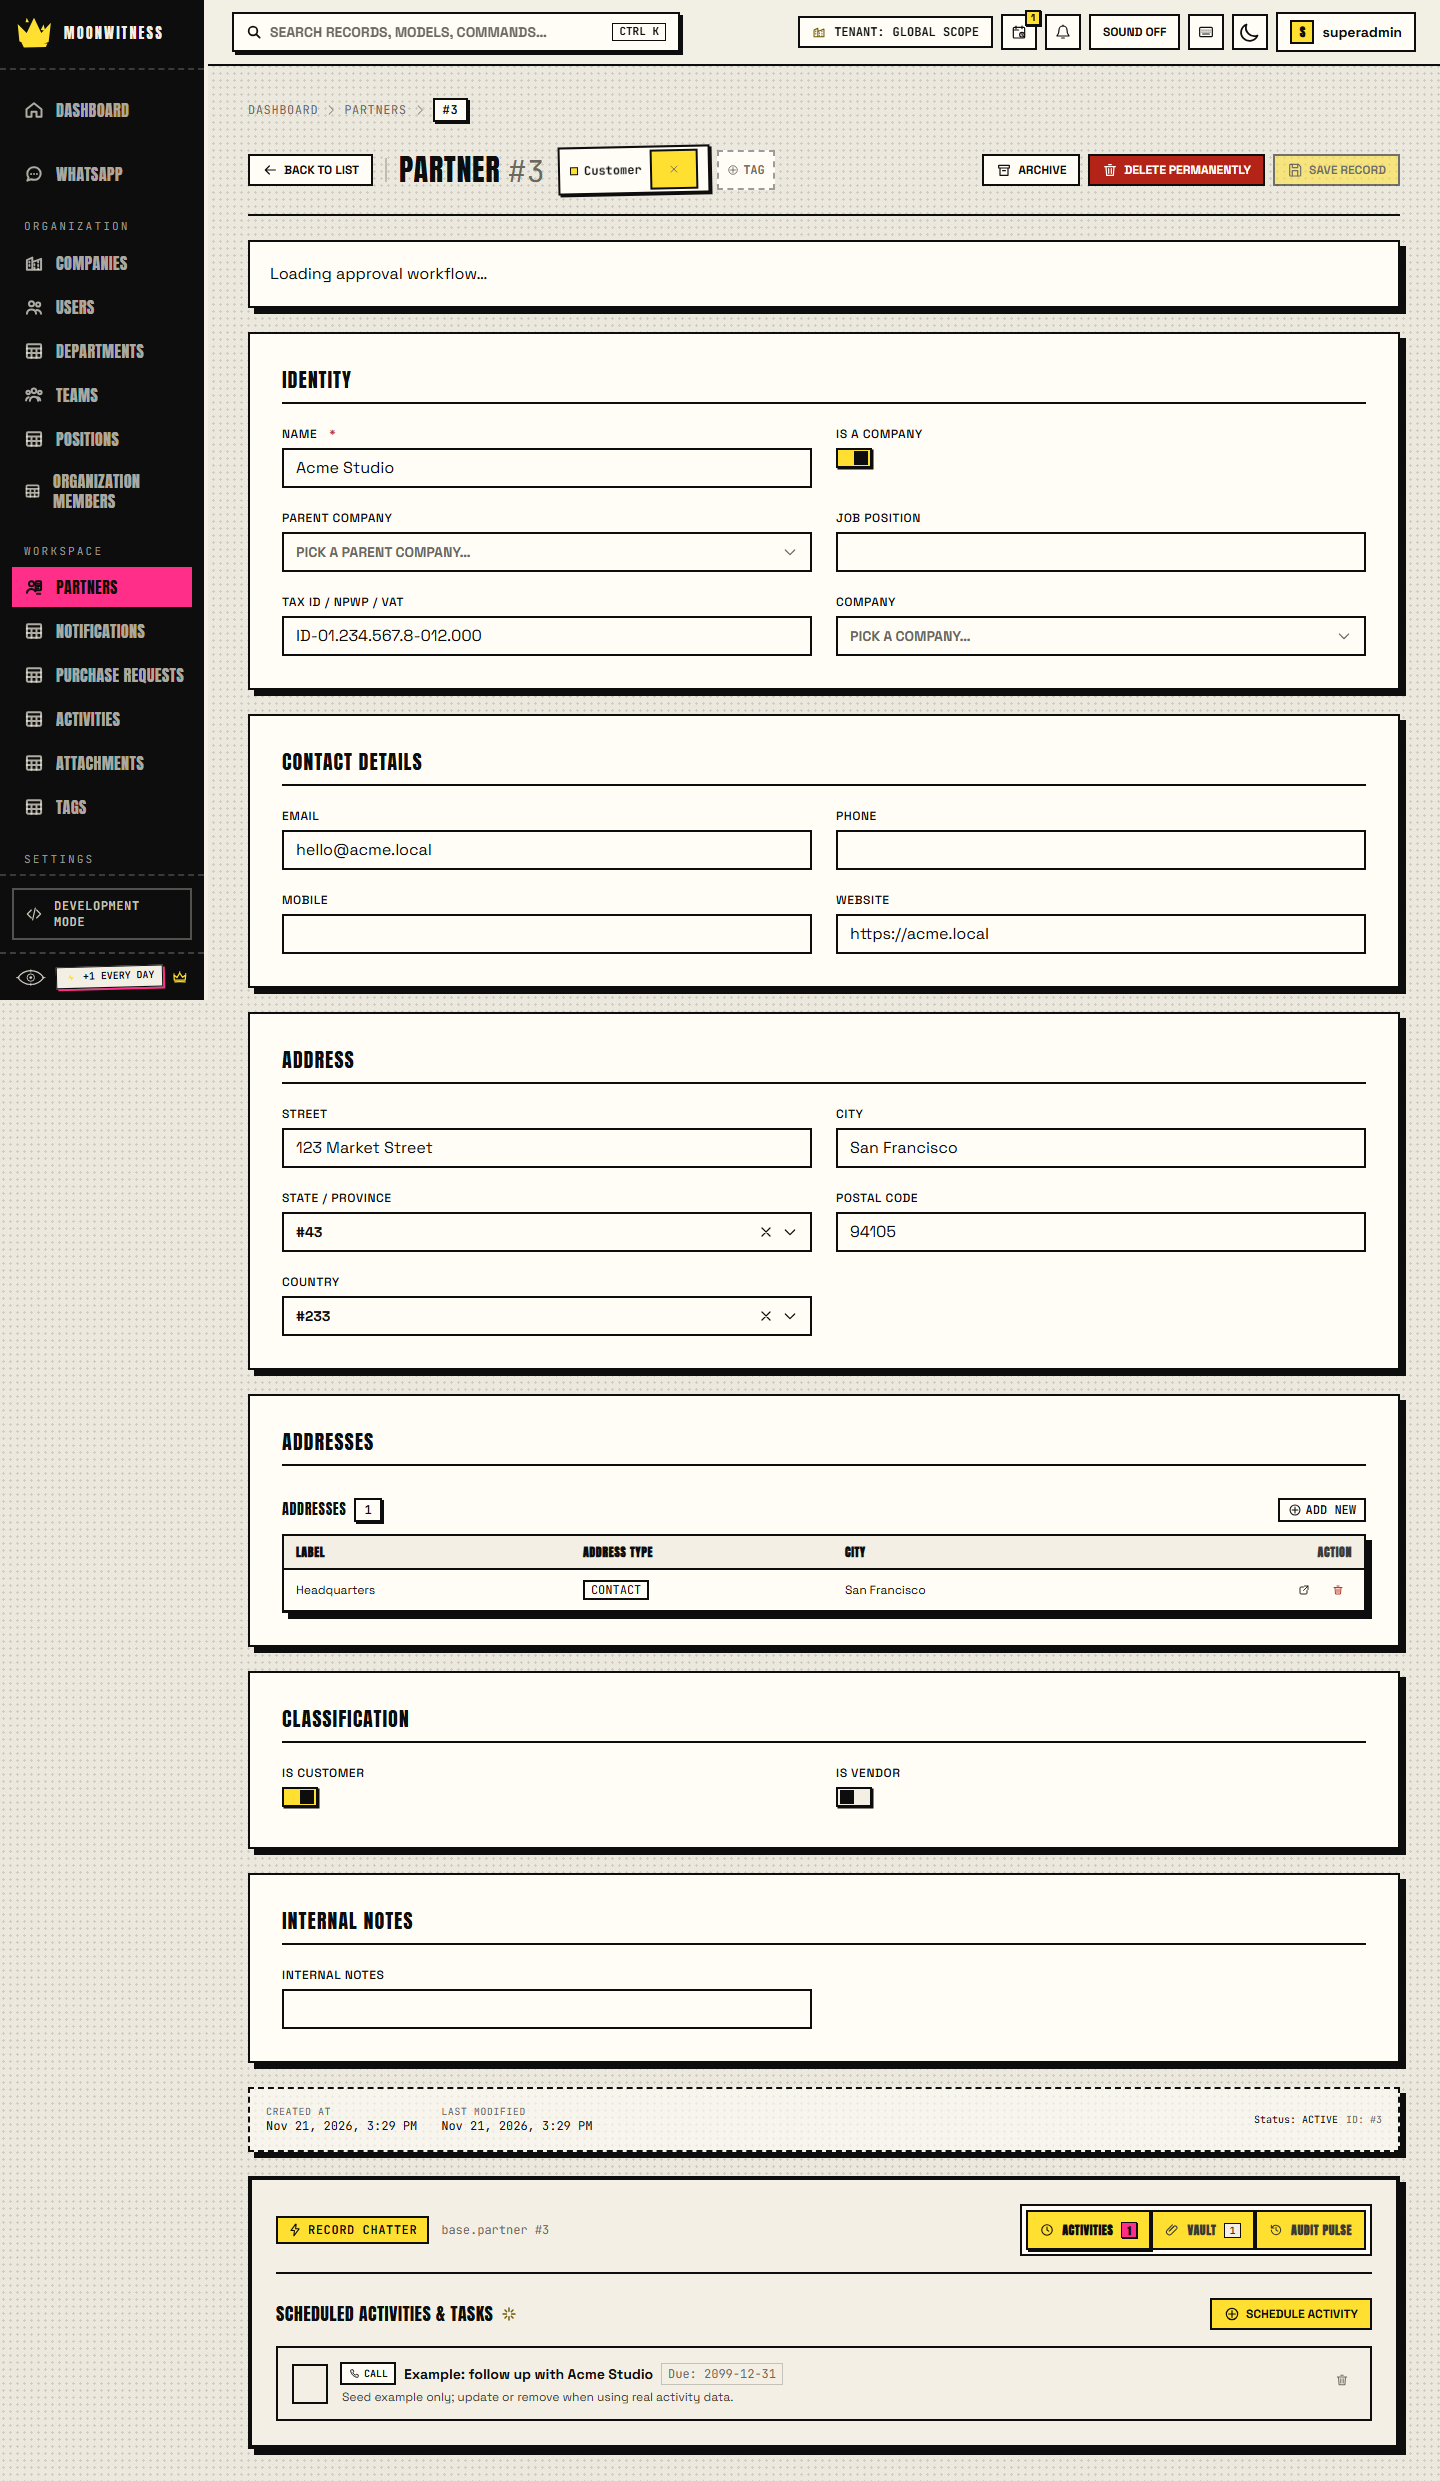 MOONWITNESS
SEARCH RECORDS, MODELS, COMMANDS...
CTRL K
TENANT: GLOBAL SCOPE
1
SOUND OFF
S
superadmin
DASHBOARD
WHATSAPP
ORGANIZATION
COMPANIES
USERS
DEPARTMENTS
TEAMS
POSITIONS
ORGANIZATION
MEMBERS
WORKSPACE
PARTNERS
NOTIFICATIONS
PURCHASE REQUESTS
ACTIVITIES
ATTACHMENTS
TAGS
SETTINGS
DEVELOPMENT
MODE
+1 EVERY DAY
DASHBOARD > PARTNERS > #3
BACK TO LIST
PARTNER #3
Customer
TAG
ARCHIVE
DELETE PERMANENTLY
SAVE RECORD
Loading approval workflow...
IDENTITY
NAME *
Acme Studio
IS A COMPANY
PARENT COMPANY
PICK A PARENT COMPANY...
JOB POSITION
TAX ID / NPWP / VAT
ID-01.234.567.8-012.000
COMPANY
PICK A COMPANY...
CONTACT DETAILS
EMAIL
hello@acme.local
PHONE
MOBILE
WEBSITE
https://acme.local
ADDRESS
STREET
123 Market Street
CITY
San Francisco
STATE / PROVINCE
#43
POSTAL CODE
94105
COUNTRY
#233
ADDRESSES
ADDRESSES 1
ADD NEW
LABEL ADDRESS TYPE CITY ACTION
Headquarters CONTACT San Francisco
CLASSIFICATION
IS CUSTOMER
IS VENDOR
INTERNAL NOTES
INTERNAL NOTES
CREATED AT
Nov 21, 2026, 3:29 PM
LAST MODIFIED
Nov 21, 2026, 3:29 PM
Status: ACTIVE ID: #3
RECORD CHATTER
base.partner #3
ACTIVITIES 1
VAULT 1
AUDIT PULSE
SCHEDULED ACTIVITIES & TASKS
SCHEDULE ACTIVITY
CALL Example: follow up with Acme Studio Due: 2099-12-31
Seed example only; update or remove when using real activity data.